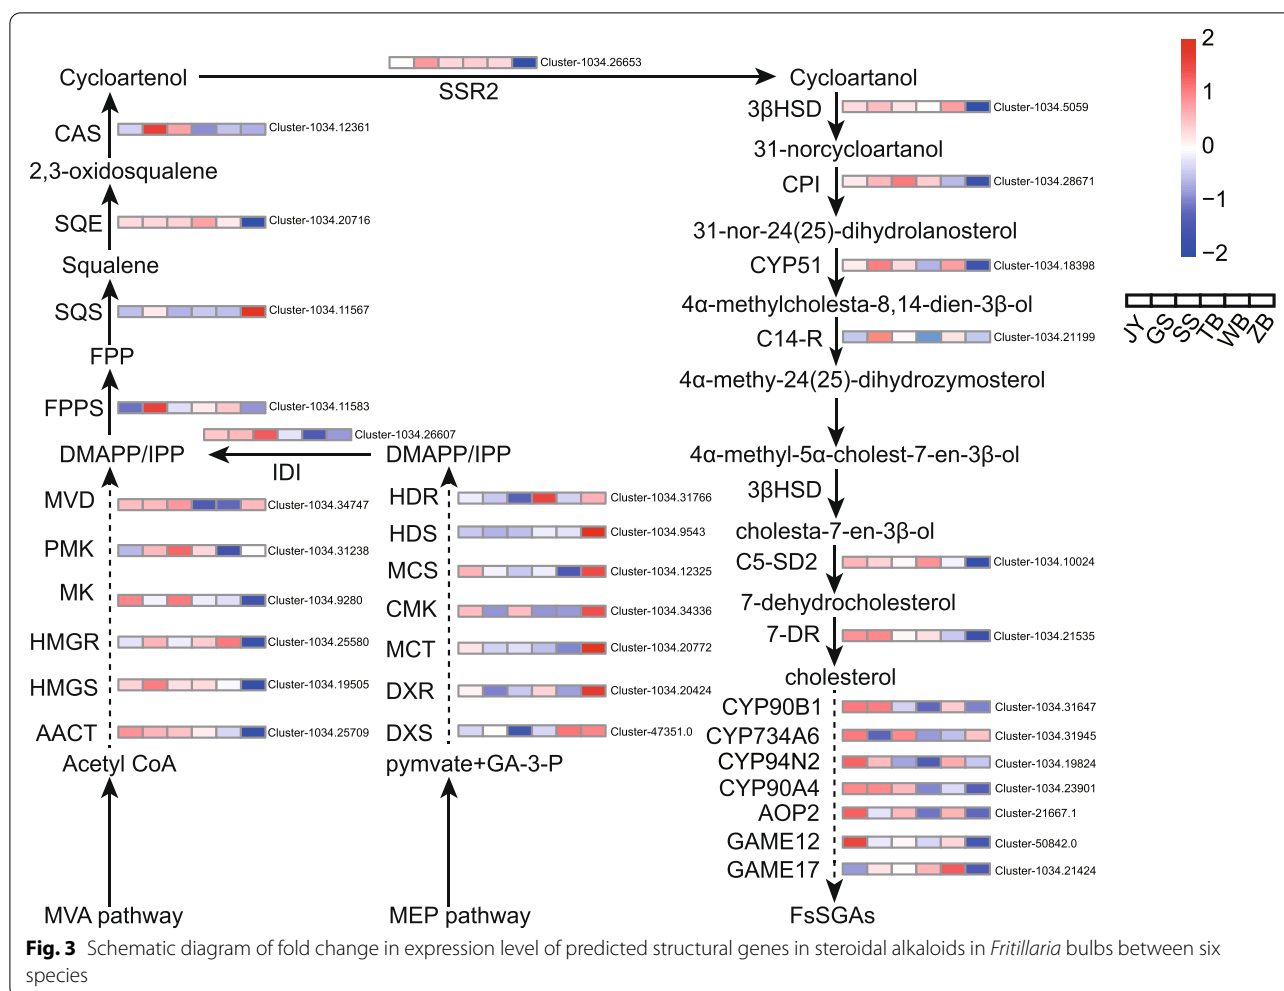 Cluster-1034.26653
Cycloartenol
SSR2
Cycloartanol
CAS
Cluster-1034.12361
2,3-oxidosqualene
SQE
Cluster-1034.20716
Squalene
SQS
Cluster-1034.11567
FPP
FPPS
Cluster-1034.11583
Cluster-1034.26607
DMAPP/IPP
IDI
DMAPP/IPP
MVD
Cluster-1034.34747
PMK
Cluster-1034.31238
MK
Cluster-1034.9280
HMGR
Cluster-1034.25580
HMGS
Cluster-1034.19505
AACT
Cluster-1034.25709
Acetyl CoA
MVA pathway
HDR
Cluster-1034.31766
HDS
Cluster-1034.9543
MCS
Cluster-1034.12325
CMK
Cluster-1034.34336
MCT
Cluster-1034.20772
DXR
Cluster-1034.20424
DXS
Cluster-47351.0
pymvate+GA-3-P
MEP pathway
3βHSD
Cluster-1034.5059
31-norcycloartanol
CPI
Cluster-1034.28671
31-nor-24(25)-dihydrolanosterol
CYP51
Cluster-1034.18398
4α-methylcholesta-8,14-dien-3β-ol
C14-R
Cluster-1034.21199
4α-methy-24(25)-dihydrozymosterol
4α-methyl-5α-cholest-7-en-3β-ol
3βHSD
cholesta-7-en-3β-ol
C5-SD2
Cluster-1034.10024
7-dehydrocholesterol
7-DR
Cluster-1034.21535
cholesterol
CYP90B1
Cluster-1034.31647
CYP734A6
Cluster-1034.31945
CYP94N2
Cluster-1034.19824
CYP90A4
Cluster-1034.23901
AOP2
Cluster-21667.1
GAME12
Cluster-50842.0
GAME17
Cluster-1034.21424
FsSGAs
2
1
0
−1
−2
JY
GS
SS
TB
WB
ZB
Fig. 3 Schematic diagram of fold change in expression level of predicted structural genes in steroidal alkaloids in Fritillaria bulbs between six
species